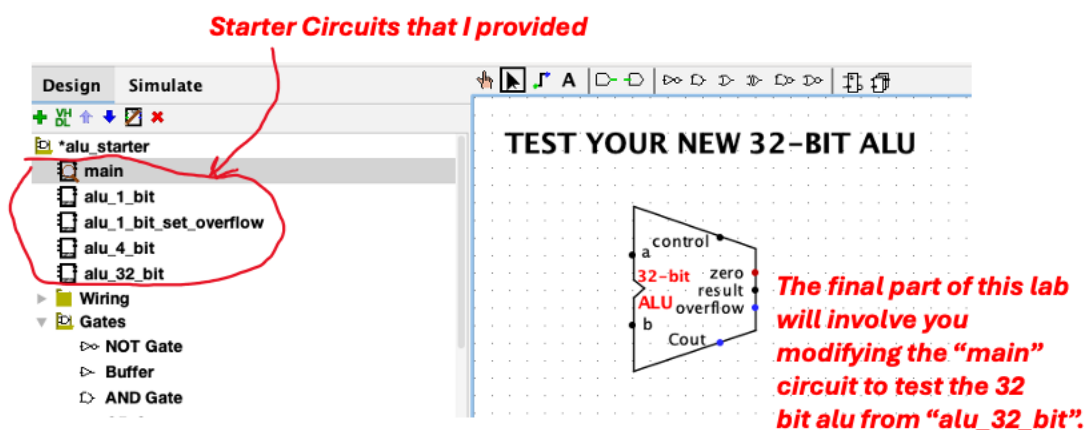 Starter Circuits that I provided
Design Simulate
VH
DL
A
*alu_starter
main
alu_1_bit
alu_1_bit_set_overflow
alu_4_bit
alu_32_bit
Wiring
Gates
NOT Gate
Buffer
AND Gate
TEST YOUR NEW 32-BIT ALU
control
a
32-bit zero
result
ALU overflow
b
Cout
The final part of this lab
will involve you
modifying the “main”
circuit to test the 32
bit alu from “alu_32_bit”.